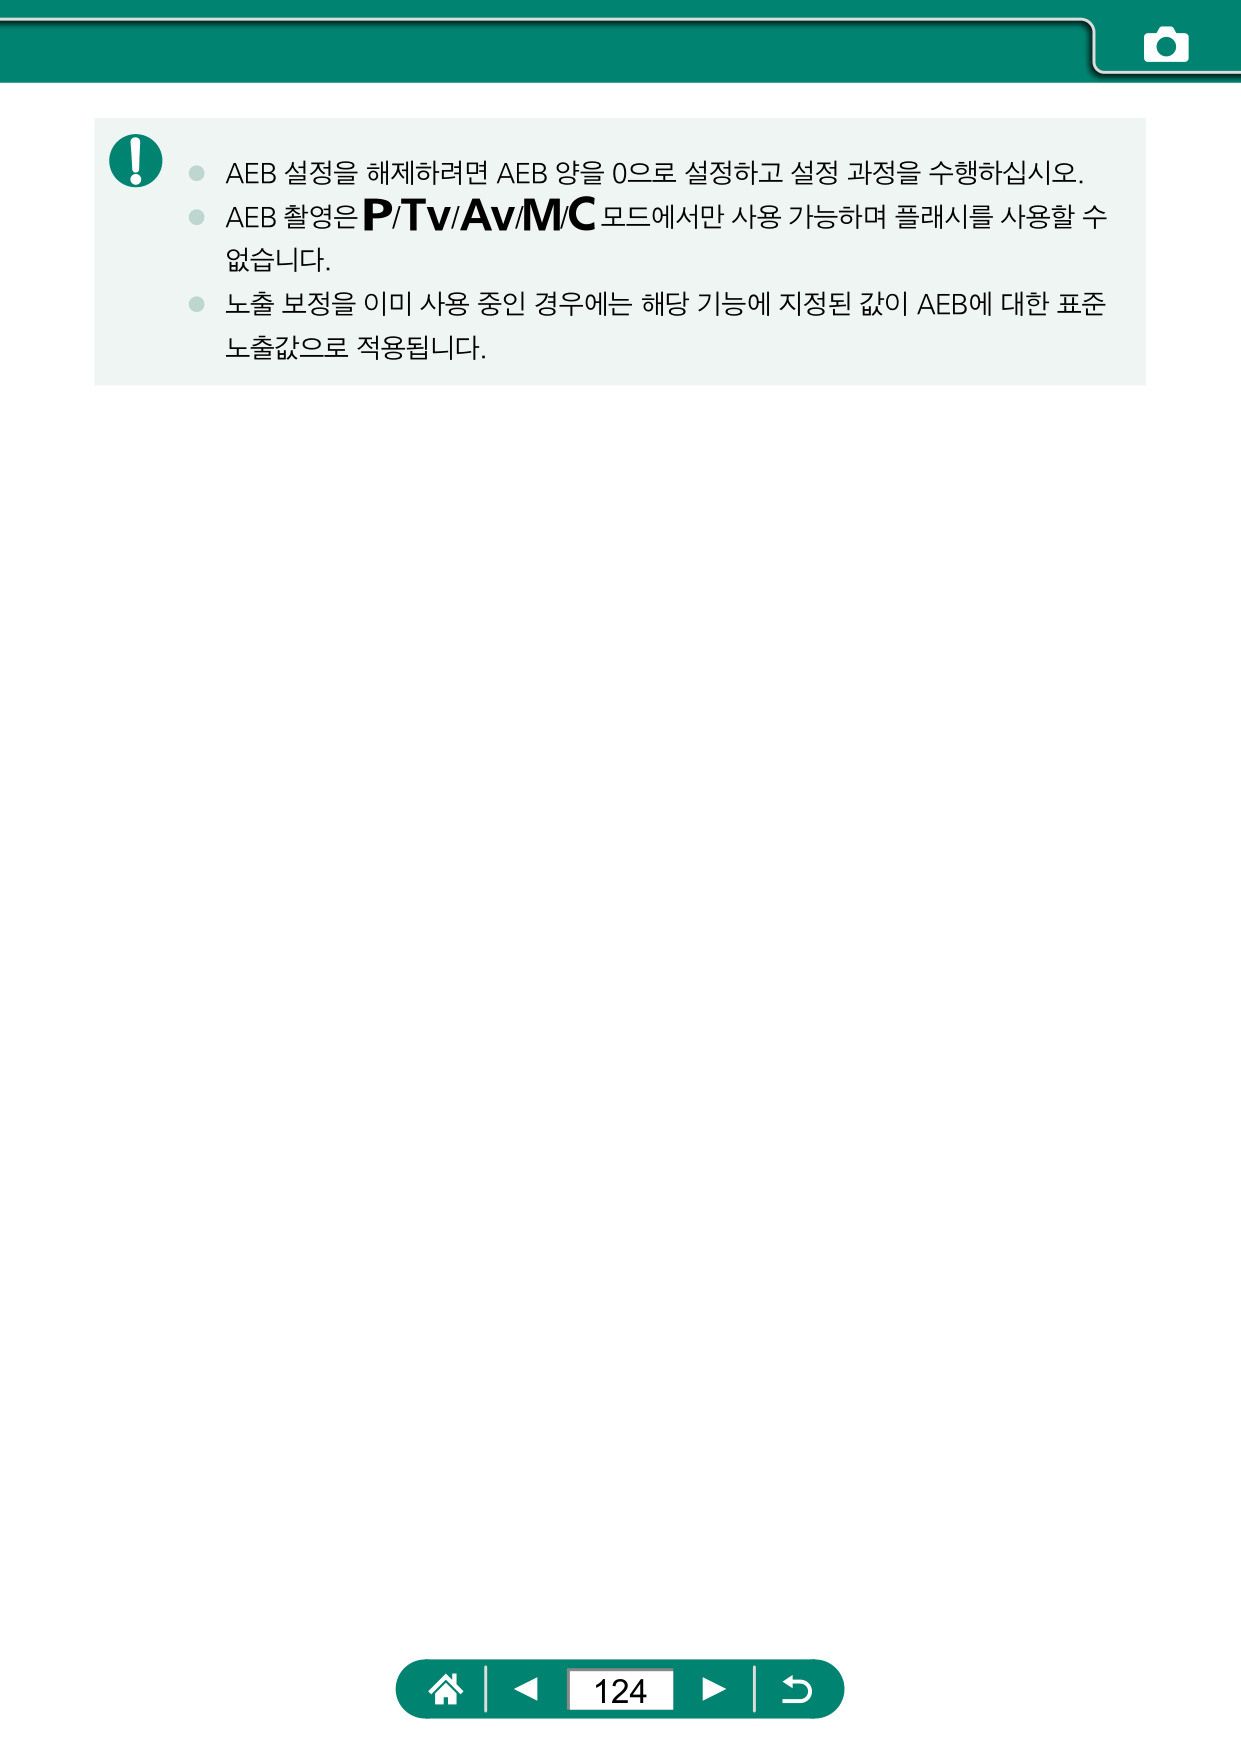 AEB 설정을 해제하려면 AEB 양을 0으로 설정하고 설정 과정을 수행하십시오.
AEB 촬영은 P/Tv/Av/M/C 모드에서만 사용 가능하며 플래시를 사용할 수
없습니다.
노출 보정을 이미 사용 중인 경우에는 해당 기능에 지정된 값이 AEB에 대한 표준
노출값으로 적용됩니다.
124